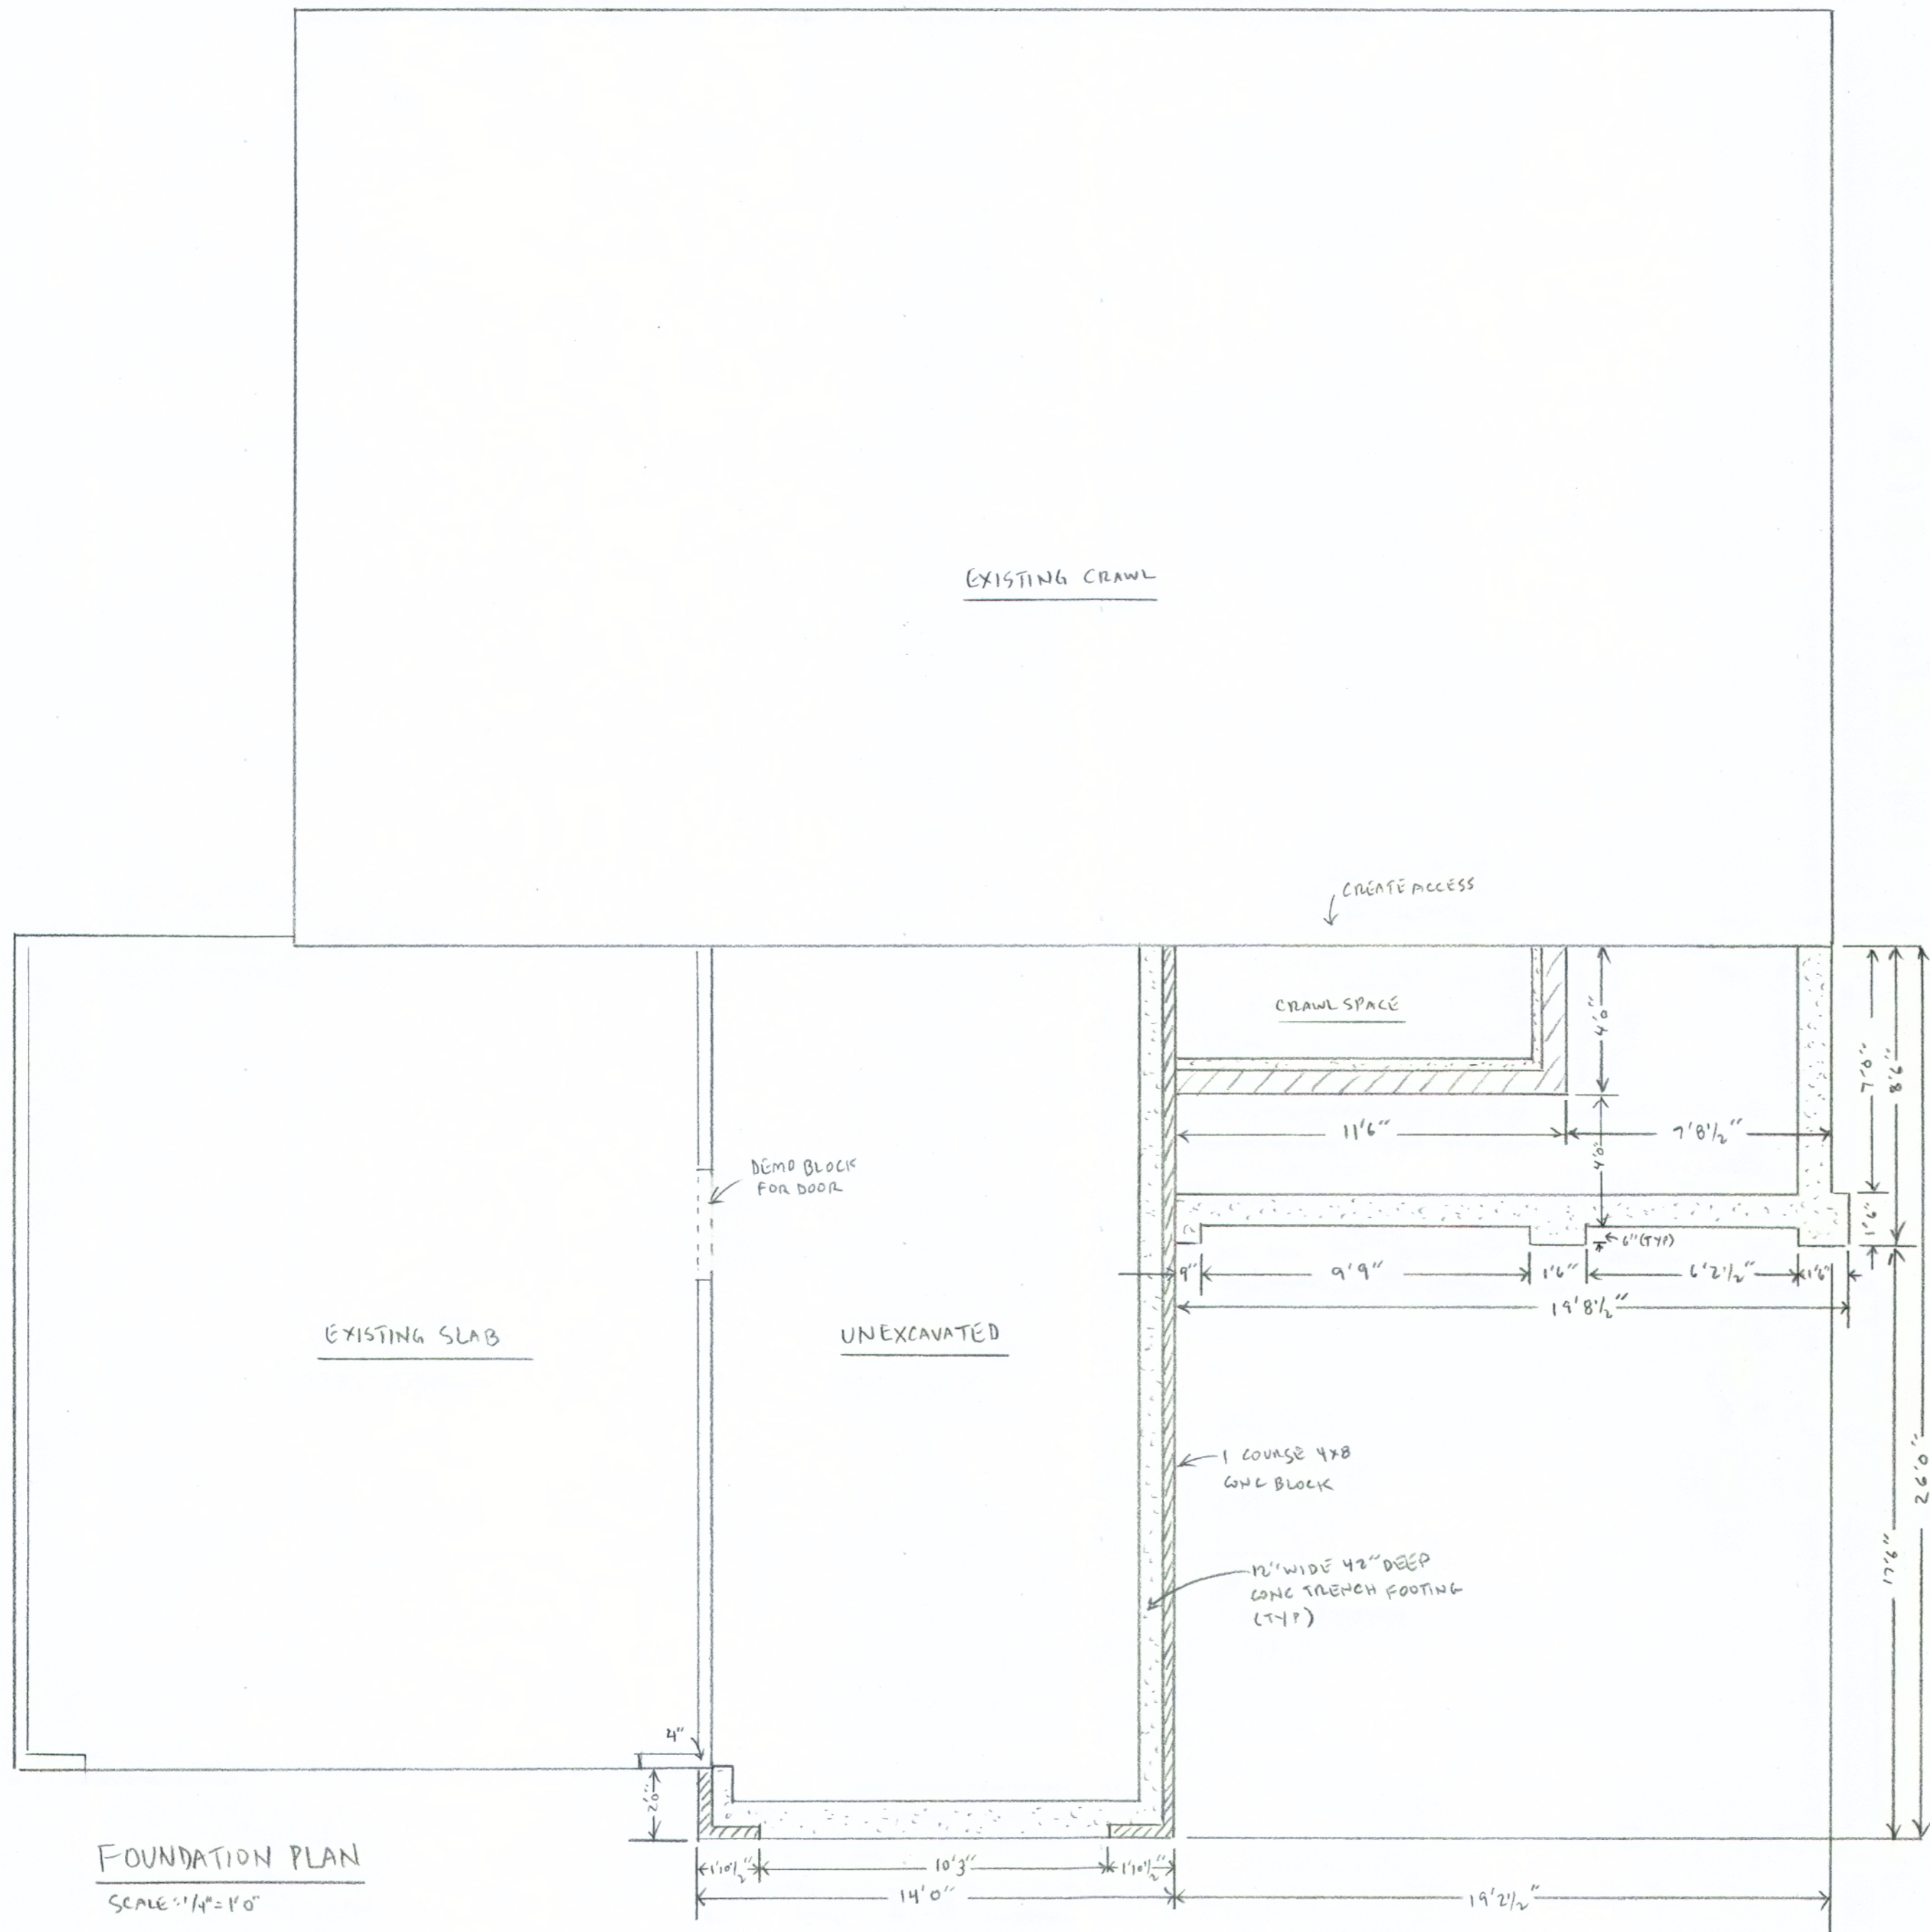 EXISTING CRAWL
CREATE ACCESS
CRAWL SPACE
4'0"
7'0"
8'6"
11'6"
7'8½"
4'0"
DEMO BLOCK
FOR DOOR
1'6"
6" (TYP)
9"
9'9"
1'6"
6'2½"
1'6"
19'8½"
EXISTING SLAB
UNEXCAVATED
1 COURSE 4x8
CONC BLOCK
26'0"
17'6"
12" WIDE 42" DEEP
CONC TRENCH FOOTING
(TYP)
4"
2'0"
1'10½"
10'3"
1'10½"
14'0"
19'2½"
FOUNDATION PLAN
SCALE: 1/4" = 1'0"